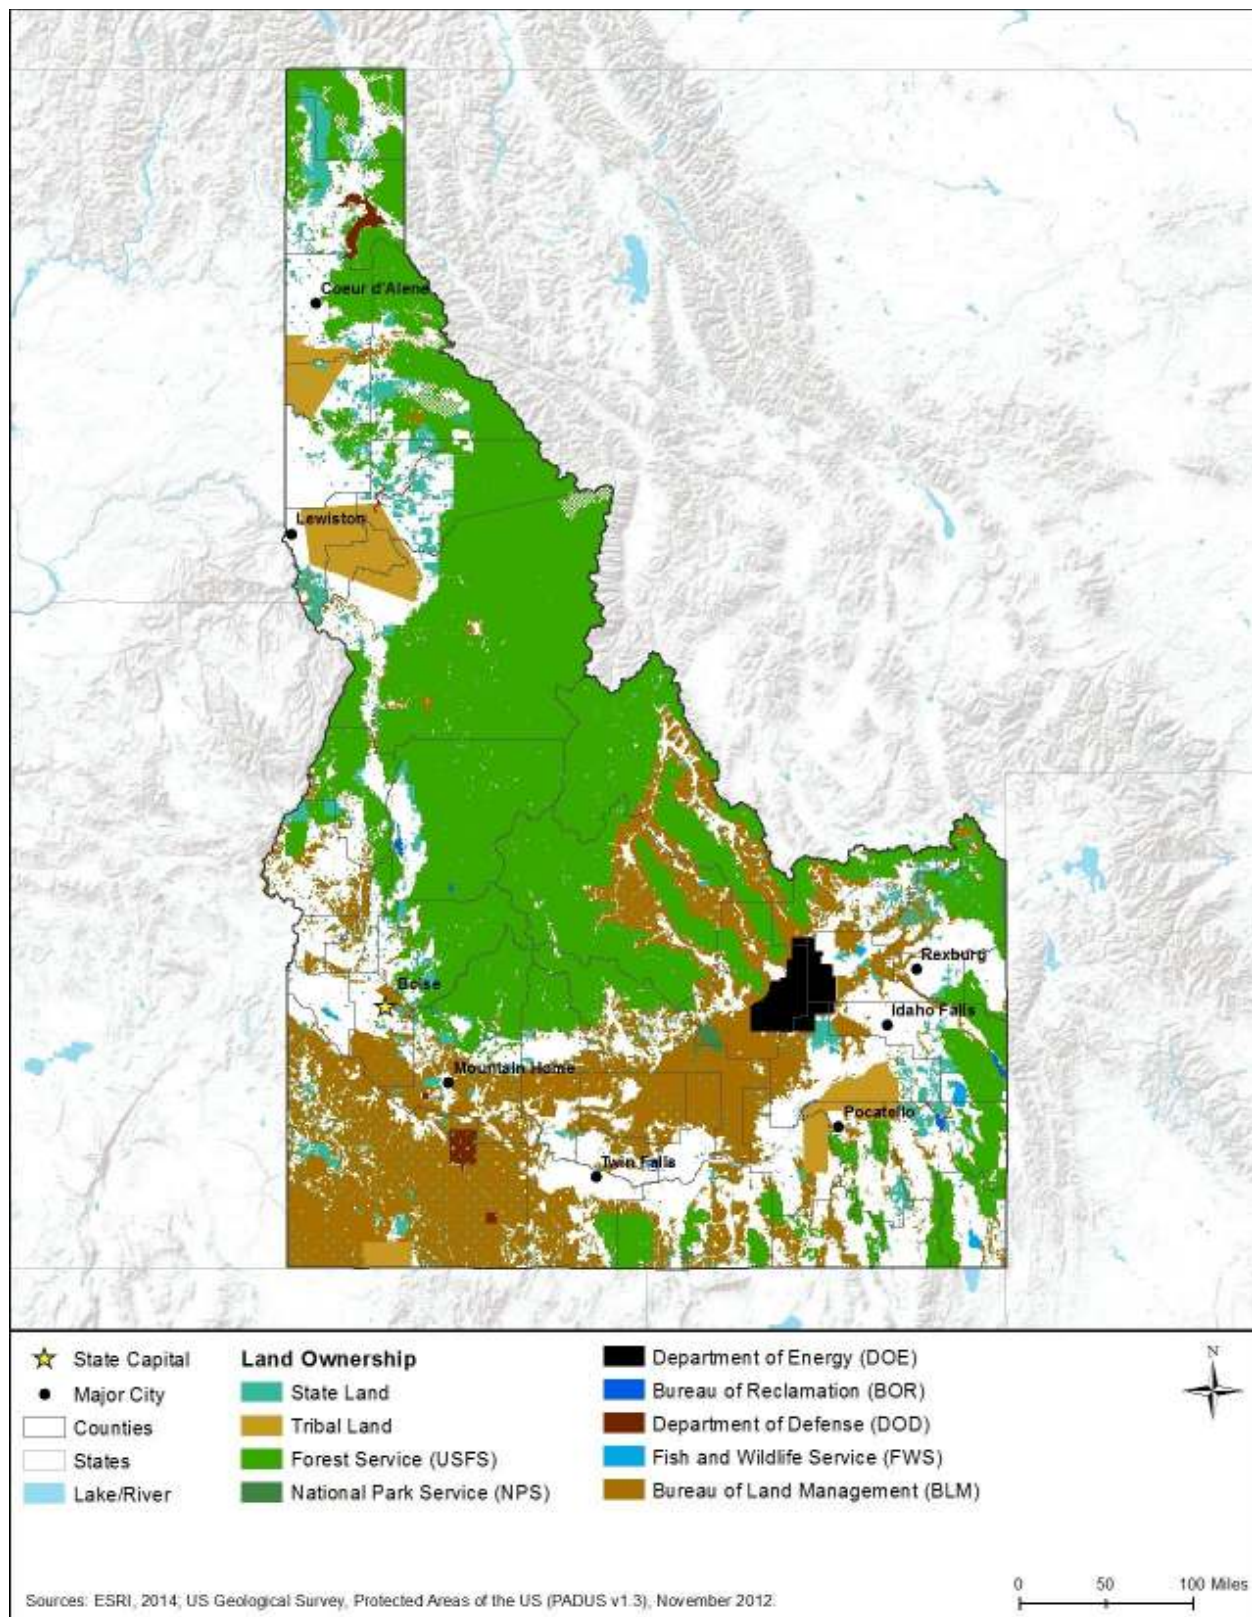 Coeur d'Alene
Lewiston
Rexburg
Boise
Idaho Falls
Mountain Home
Pocatello
Twin Falls
State Capital
Major City
Counties
States
Lake/River
Land Ownership
State Land
Tribal Land
Forest Service (USFS)
National Park Service (NPS)
Department of Energy (DOE)
Bureau of Reclamation (BOR)
Department of Defense (DOD)
Fish and Wildlife Service (FWS)
Bureau of Land Management (BLM)
N
0 50 100 Miles
Sources: ESRI, 2014; US Geological Survey, Protected Areas of the US (PADUS v1.3), November 2012.